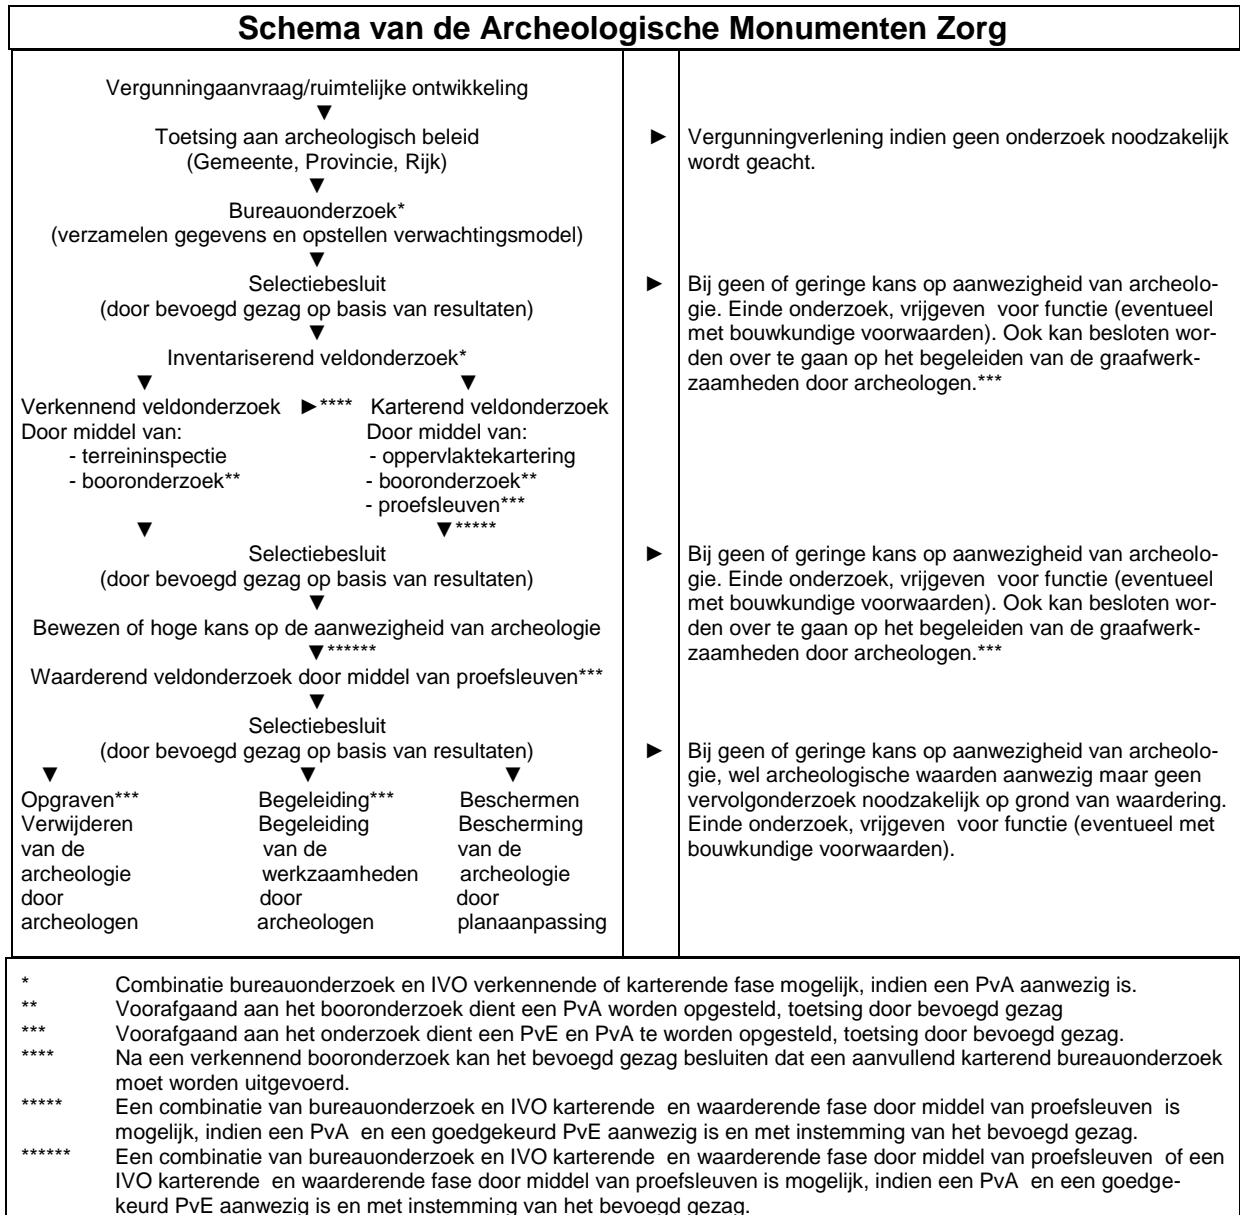 Schema van de Archeologische Monumenten Zorg
Vergunningaanvraag/ruimtelijke ontwikkeling
▼
Toetsing aan archeologisch beleid
(Gemeente, Provincie, Rijk)
► Vergunningverlening indien geen onderzoek noodzakelijk
wordt geacht.
▼
Bureauonderzoek*
(verzamelen gegevens en opstellen verwachtingsmodel)
▼
Selectiebesluit
(door bevoegd gezag op basis van resultaten)
► Bij geen of geringe kans op aanwezigheid van archeolo-
gie. Einde onderzoek, vrijgeven voor functie (eventueel
met bouwkundige voorwaarden). Ook kan besloten wor-
den over te gaan op het begeleiden van de graafwerk-
zaamheden door archeologen.***
▼
Inventariserend veldonderzoek*
▼ ▼
Verkennend veldonderzoek ►**** Karterend veldonderzoek
Door middel van: Door middel van:
- terreininspectie - oppervlaktekartering
- booronderzoek** - booronderzoek**
- proefsleuven***
▼ ▼*****
Selectiebesluit
(door bevoegd gezag op basis van resultaten)
► Bij geen of geringe kans op aanwezigheid van archeolo-
gie. Einde onderzoek, vrijgeven voor functie (eventueel
met bouwkundige voorwaarden). Ook kan besloten wor-
den over te gaan op het begeleiden van de graafwerk-
zaamheden door archeologen.***
▼
Bewezen of hoge kans op de aanwezigheid van archeologie
▼******
Waarderend veldonderzoek door middel van proefsleuven***
▼
Selectiebesluit
(door bevoegd gezag op basis van resultaten)
► Bij geen of geringe kans op aanwezigheid van archeolo-
gie, wel archeologische waarden aanwezig maar geen
vervolgonderzoek noodzakelijk op grond van waardering.
Einde onderzoek, vrijgeven voor functie (eventueel met
bouwkundige voorwaarden).
▼ ▼ ▼
Opgraven*** Begeleiding*** Beschermen
Verwijderen Begeleiding Bescherming
van de van de van de
archeologie werkzaamheden archeologie
door door door
archeologen archeologen planaanpassing
* Combinatie bureauonderzoek en IVO verkennende of karterende fase mogelijk, indien een PvA aanwezig is.
** Voorafgaand aan het booronderzoek dient een PvA worden opgesteld, toetsing door bevoegd gezag
*** Voorafgaand aan het onderzoek dient een PvE en PvA te worden opgesteld, toetsing door bevoegd gezag.
**** Na een verkennend booronderzoek kan het bevoegd gezag besluiten dat een aanvullend karterend bureauonderzoek
moet worden uitgevoerd.
***** Een combinatie van bureauonderzoek en IVO karterende en waarderende fase door middel van proefsleuven is
mogelijk, indien een PvA en een goedgekeurd PvE aanwezig is en met instemming van het bevoegd gezag.
****** Een combinatie van bureauonderzoek en IVO karterende en waarderende fase door middel van proefsleuven of een
IVO karterende en waarderende fase door middel van proefsleuven is mogelijk, indien een PvA en een goedge-
keurd PvE aanwezig is en met instemming van het bevoegd gezag.